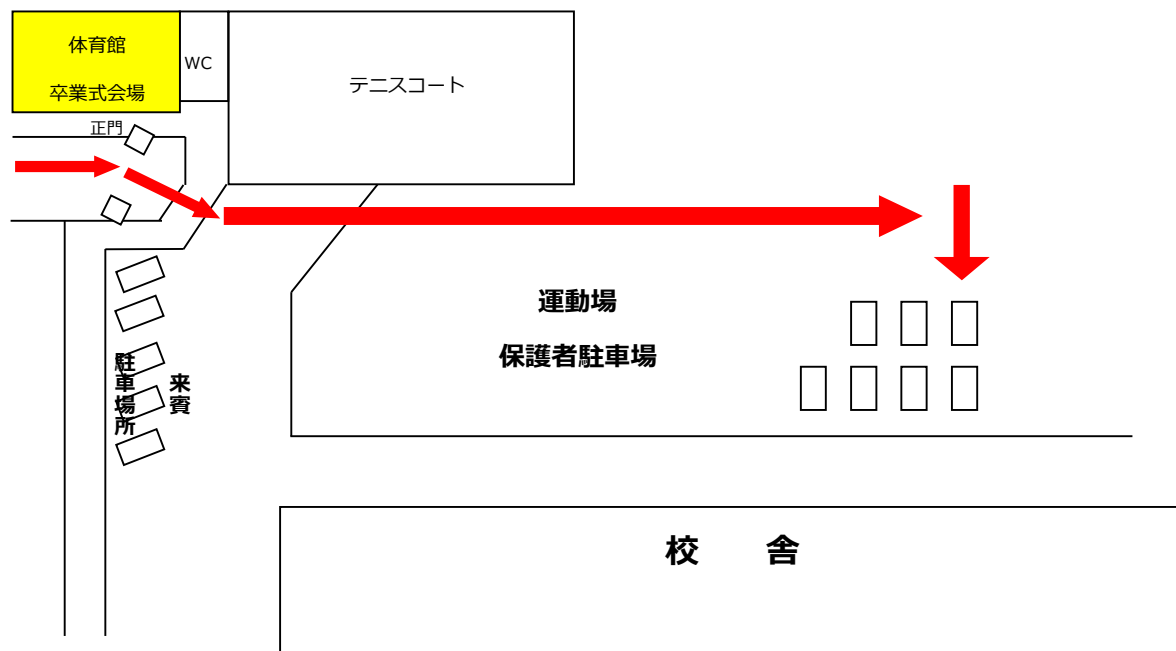 体育館
卒業式会場
WC
テニスコート
正門
運動場
保護者駐車場
来賓
駐車場所
校　舎